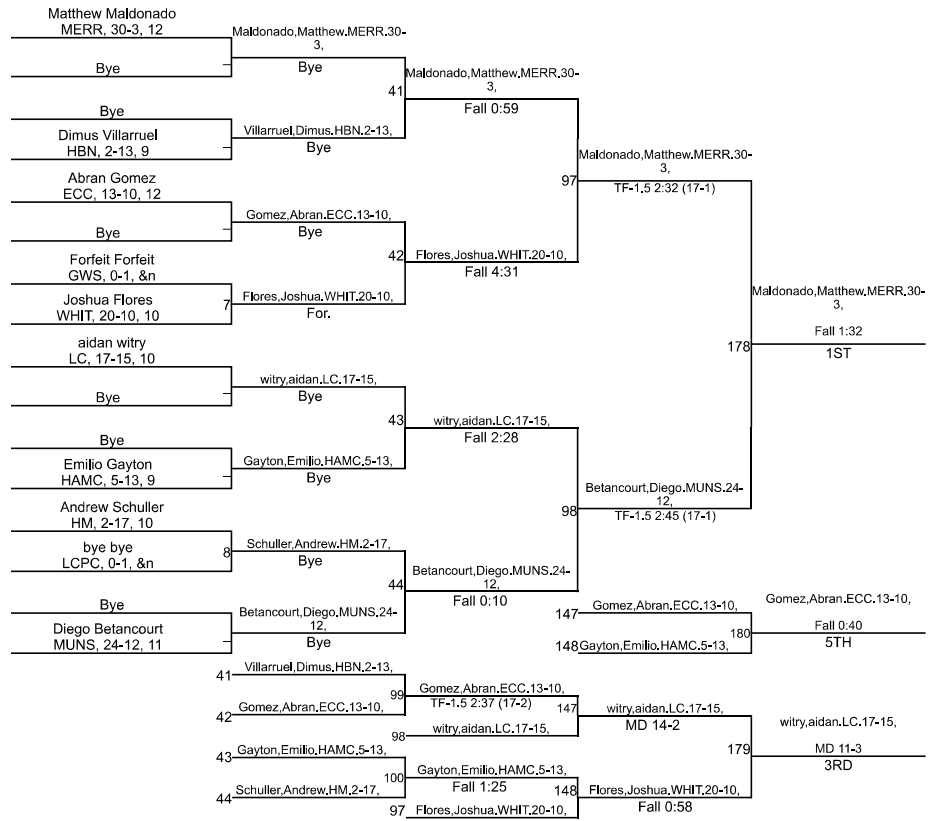 Matthew Maldonado
MERR, 30-3, 12
Bye
Maldonado,Matthew.MERR.30-
3,
Bye
Bye
Dimus Villarruel
HBN, 2-13, 9
Villarruel,Dimus.HBN.2-13,
Bye
41
Maldonado,Matthew.MERR.30-
3,
Fall 0:59
Abran Gomez
ECC, 13-10, 12
Bye
Gomez,Abran.ECC.13-10,
Bye
Forfeit Forfeit
GWS, 0-1, &n
Joshua Flores
WHIT, 20-10, 10
7
Flores,Joshua.WHIT.20-10,
For.
42
Flores,Joshua.WHIT.20-10,
Fall 4:31
97
Maldonado,Matthew.MERR.30-
3,
TF-1.5 2:32 (17-1)
aidan witry
LC, 17-15, 10
Bye
witry,aidan.LC.17-15,
Bye
Bye
Emilio Gayton
HAMC, 5-13, 9
Gayton,Emilio.HAMC.5-13,
Bye
43
witry,aidan.LC.17-15,
Fall 2:28
Andrew Schuller
HM, 2-17, 10
bye bye
LCPC, 0-1, &n
8
Schuller,Andrew.HM.2-17,
Bye
Bye
Diego Betancourt
MUNS, 24-12, 11
Betancourt,Diego.MUNS.24-
12,
Bye
44
Betancourt,Diego.MUNS.24-
12,
Fall 0:10
98
Betancourt,Diego.MUNS.24-
12,
TF-1.5 2:45 (17-1)
178
Maldonado,Matthew.MERR.30-
3,
Fall 1:32
1ST
147
Gomez,Abran.ECC.13-10,
148
Gayton,Emilio.HAMC.5-13,
180
Gomez,Abran.ECC.13-10,
Fall 0:40
5TH
41
Villarruel,Dimus.HBN.2-13,
42
Gomez,Abran.ECC.13-10,
99
Gomez,Abran.ECC.13-10,
TF-1.5 2:37 (17-2)
98
witry,aidan.LC.17-15,
147
witry,aidan.LC.17-15,
MD 14-2
43
Gayton,Emilio.HAMC.5-13,
44
Schuller,Andrew.HM.2-17,
100
Gayton,Emilio.HAMC.5-13,
Fall 1:25
97
Flores,Joshua.WHIT.20-10,
148
Flores,Joshua.WHIT.20-10,
Fall 0:58
179
witry,aidan.LC.17-15,
MD 11-3
3RD